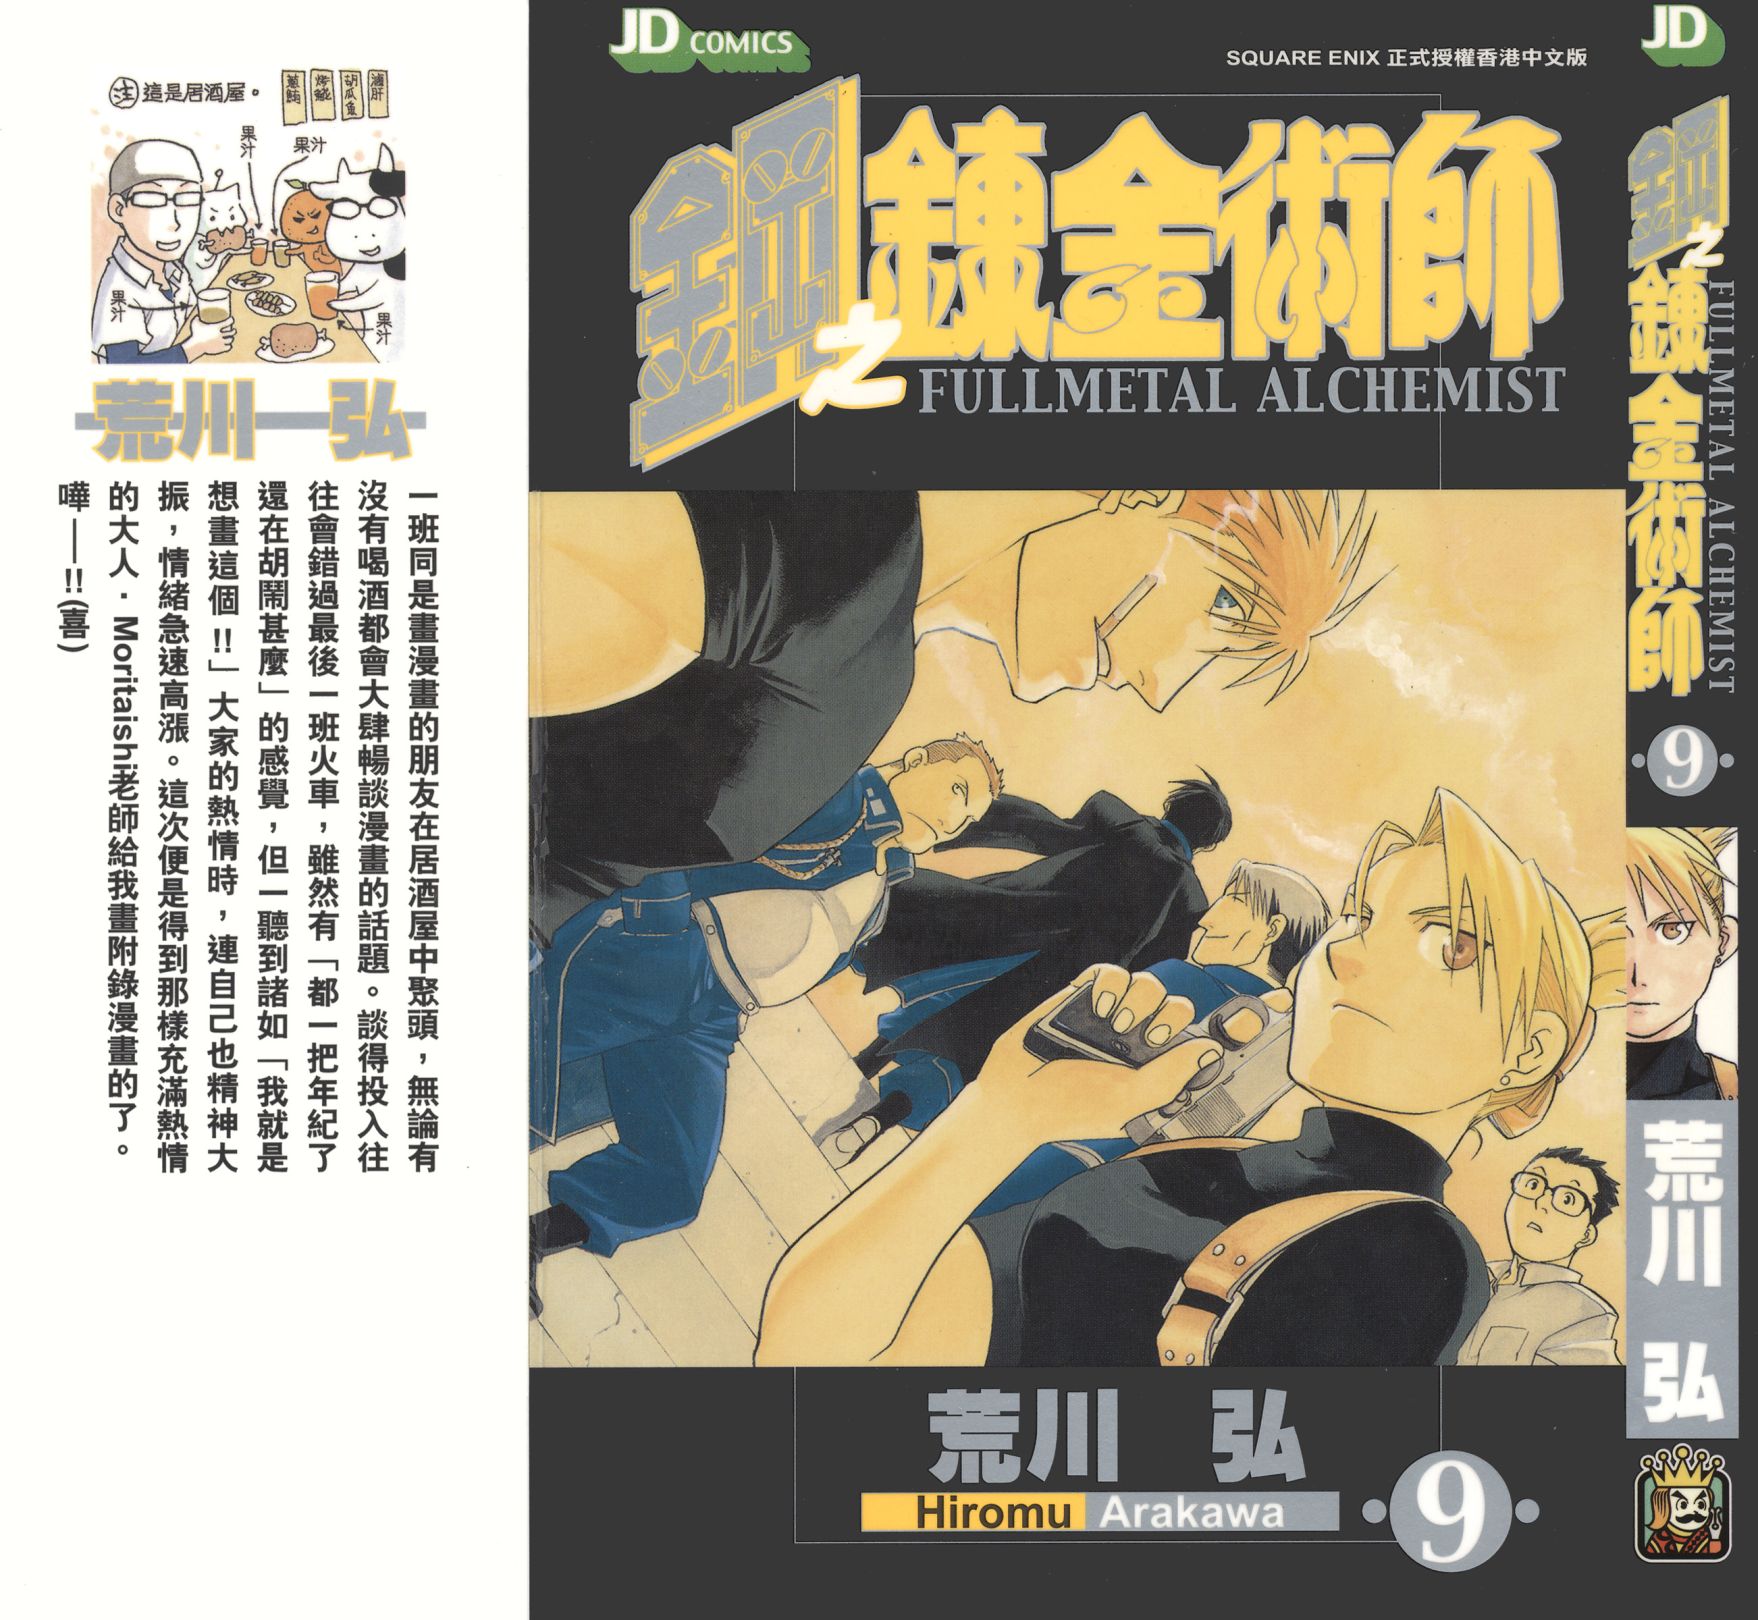 注 這是居酒屋。
蔥鮪
烤鹹
胡瓜魚
滷肝
果汁
果汁
果汁
果汁
荒川 弘
一班同是畫漫畫的朋友在居酒屋中聚頭，無論有
沒有喝酒都會大肆暢談漫畫的話題。談得投入往
往會錯過最後一班火車，雖然有「都一把年紀了
還在胡鬧甚麼」的感覺，但一聽到諸如「我就是
想畫這個!!」大家的熱情時，連自己也精神大
振，情緒急速高漲。這次便是得到那樣充滿熱情
的大人．Moritaishi老師給我畫附錄漫畫的了。
嘩——!!(喜)
JD COMICS
SQUARE ENIX 正式授權香港中文版
鋼之鍊金術師
FULLMETAL ALCHEMIST
荒川 弘
Hiromu Arakawa
9
JD
鋼之鍊金術師
FULLMETAL ALCHEMIST
9
荒川 弘